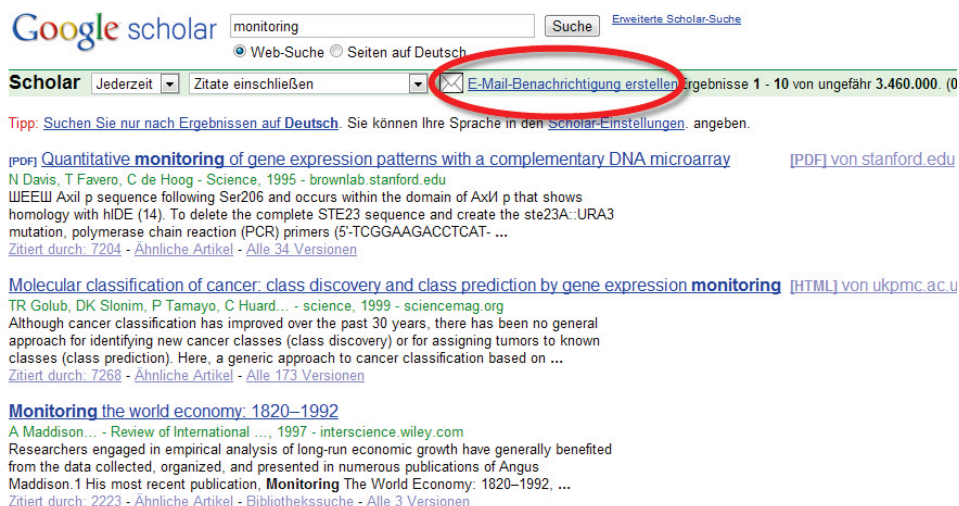 Google scholar monitoring Suche Erweiterte Scholar-Suche
Web-Suche Seiten auf Deutsch
Scholar Jederzeit Zitate einschließen E-Mail-Benachrichtigung erstellen Ergebnisse 1 - 10 von ungefähr 3.460.000. (0
Tipp: Suchen Sie nur nach Ergebnissen auf Deutsch. Sie können Ihre Sprache in den Scholar-Einstellungen. angeben.
[PDF] Quantitative monitoring of gene expression patterns with a complementary DNA microarray [PDF] von stanford.edu
N Davis, T Favero, C de Hoog - Science, 1995 - brownlab.stanford.edu
ШЕЕШ Axil p sequence following Ser206 and occurs within the domain of AxИ p that shows
homology with hIDE (14). To delete the complete STE23 sequence and create the ste23A::URA3
mutation, polymerase chain reaction (PCR) primers (5'-TCGGAAGACCTCAT- ...
Zitiert durch: 7204 - Ähnliche Artikel - Alle 34 Versionen
Molecular classification of cancer: class discovery and class prediction by gene expression monitoring [HTML] von ukpmc.ac.u
TR Golub, DK Slonim, P Tamayo, C Huard... - science, 1999 - sciencemag.org
Although cancer classification has improved over the past 30 years, there has been no general
approach for identifying new cancer classes (class discovery) or for assigning tumors to known
classes (class prediction). Here, a generic approach to cancer classification based on ...
Zitiert durch: 7268 - Ähnliche Artikel - Alle 173 Versionen
Monitoring the world economy: 1820–1992
A Maddison... - Review of International ..., 1997 - interscience.wiley.com
Researchers engaged in empirical analysis of long-run economic growth have generally benefited
from the data collected, organized, and presented in numerous publications of Angus
Maddison.1 His most recent publication, Monitoring The World Economy: 1820–1992, ...
Zitiert durch: 2223 - Ähnliche Artikel - Bibliothekssuche - Alle 3 Versionen